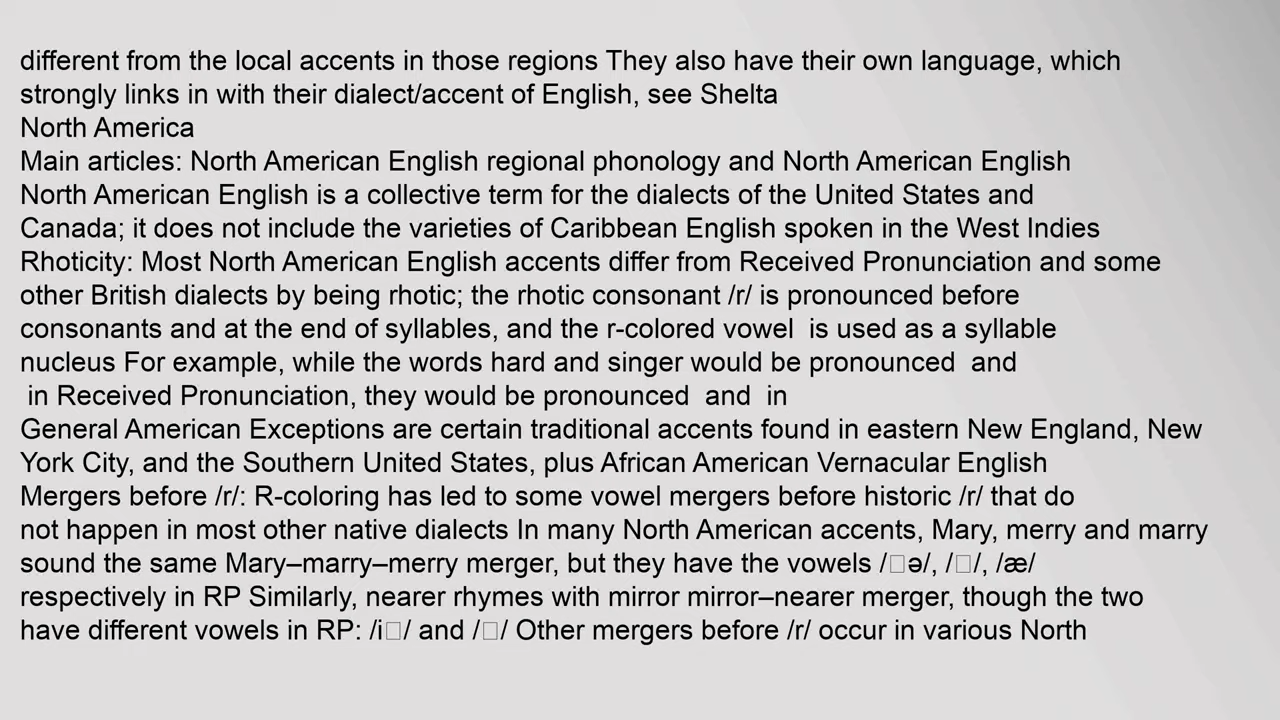 different from the local accents in those regions They also have their own language, which
strongly links in with their dialect/accent of English, see Shelta
North America
Main articles: North American English regional phonology and North American English
North American English is a collective term for the dialects of the United States and
Canada; it does not include the varieties of Caribbean English spoken in the West Indies
Rhoticity: Most North American English accents differ from Received Pronunciation and some
other British dialects by being rhotic; the rhotic consonant /r/ is pronounced before
consonants and at the end of syllables, and the r-colored vowel  is used as a syllable
nucleus For example, while the words hard and singer would be pronounced  and
 in Received Pronunciation, they would be pronounced  and  in
General American Exceptions are certain traditional accents found in eastern New England, New
York City, and the Southern United States, plus African American Vernacular English
Mergers before /r/: R-coloring has led to some vowel mergers before historic /r/ that do
not happen in most other native dialects In many North American accents, Mary, merry and marry
sound the same Mary–marry–merry merger, but they have the vowels /□ə/, /□/, /æ/
respectively in RP Similarly, nearer rhymes with mirror mirror–nearer merger, though the two
have different vowels in RP: /i□/ and /□/ Other mergers before /r/ occur in various North